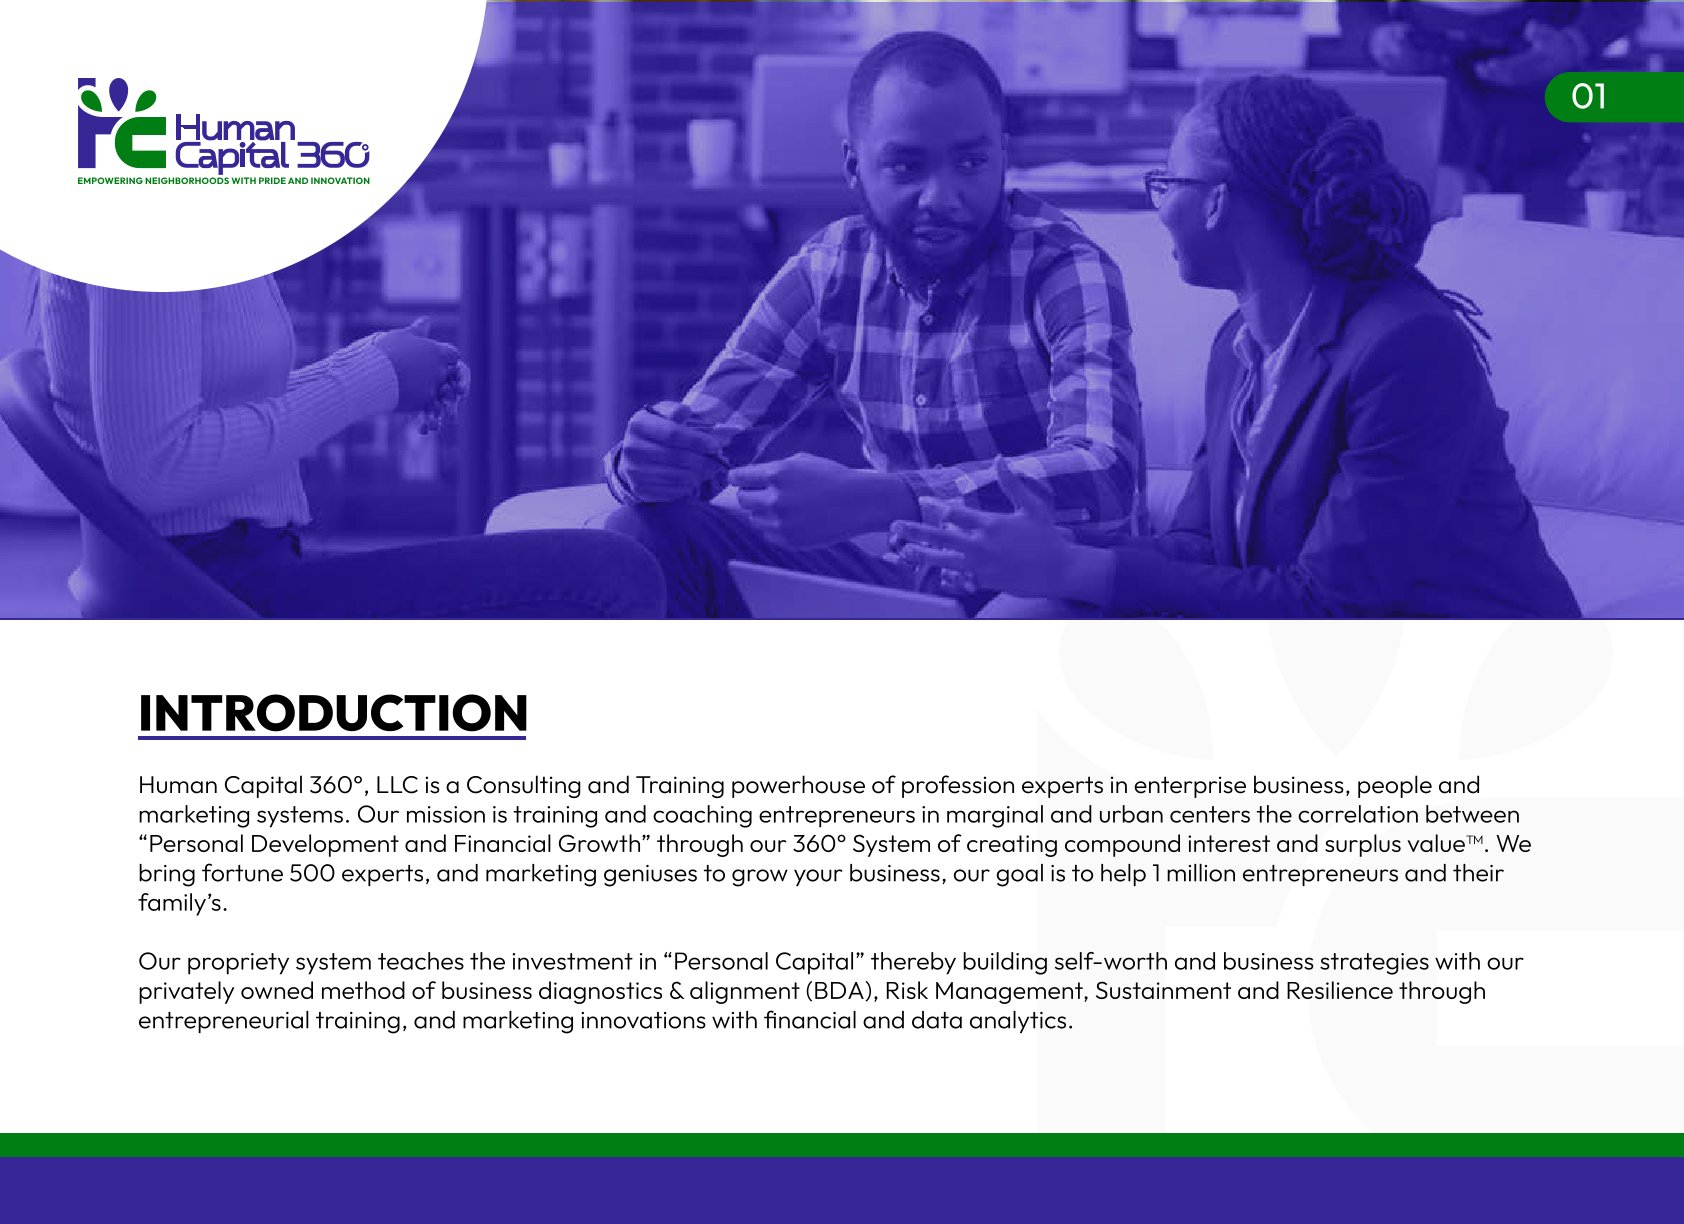 Human
Capital 360°
EMPOWERING NEIGHBORHOODS WITH PRIDE AND INNOVATION
01
INTRODUCTION
Human Capital 360°, LLC is a Consulting and Training powerhouse of profession experts in enterprise business, people and
marketing systems. Our mission is training and coaching entrepreneurs in marginal and urban centers the correlation between
“Personal Development and Financial Growth” through our 360° System of creating compound interest and surplus value™. We
bring fortune 500 experts, and marketing geniuses to grow your business, our goal is to help 1 million entrepreneurs and their
family’s.
Our propriety system teaches the investment in “Personal Capital” thereby building self-worth and business strategies with our
privately owned method of business diagnostics & alignment (BDA), Risk Management, Sustainment and Resilience through
entrepreneurial training, and marketing innovations with financial and data analytics.